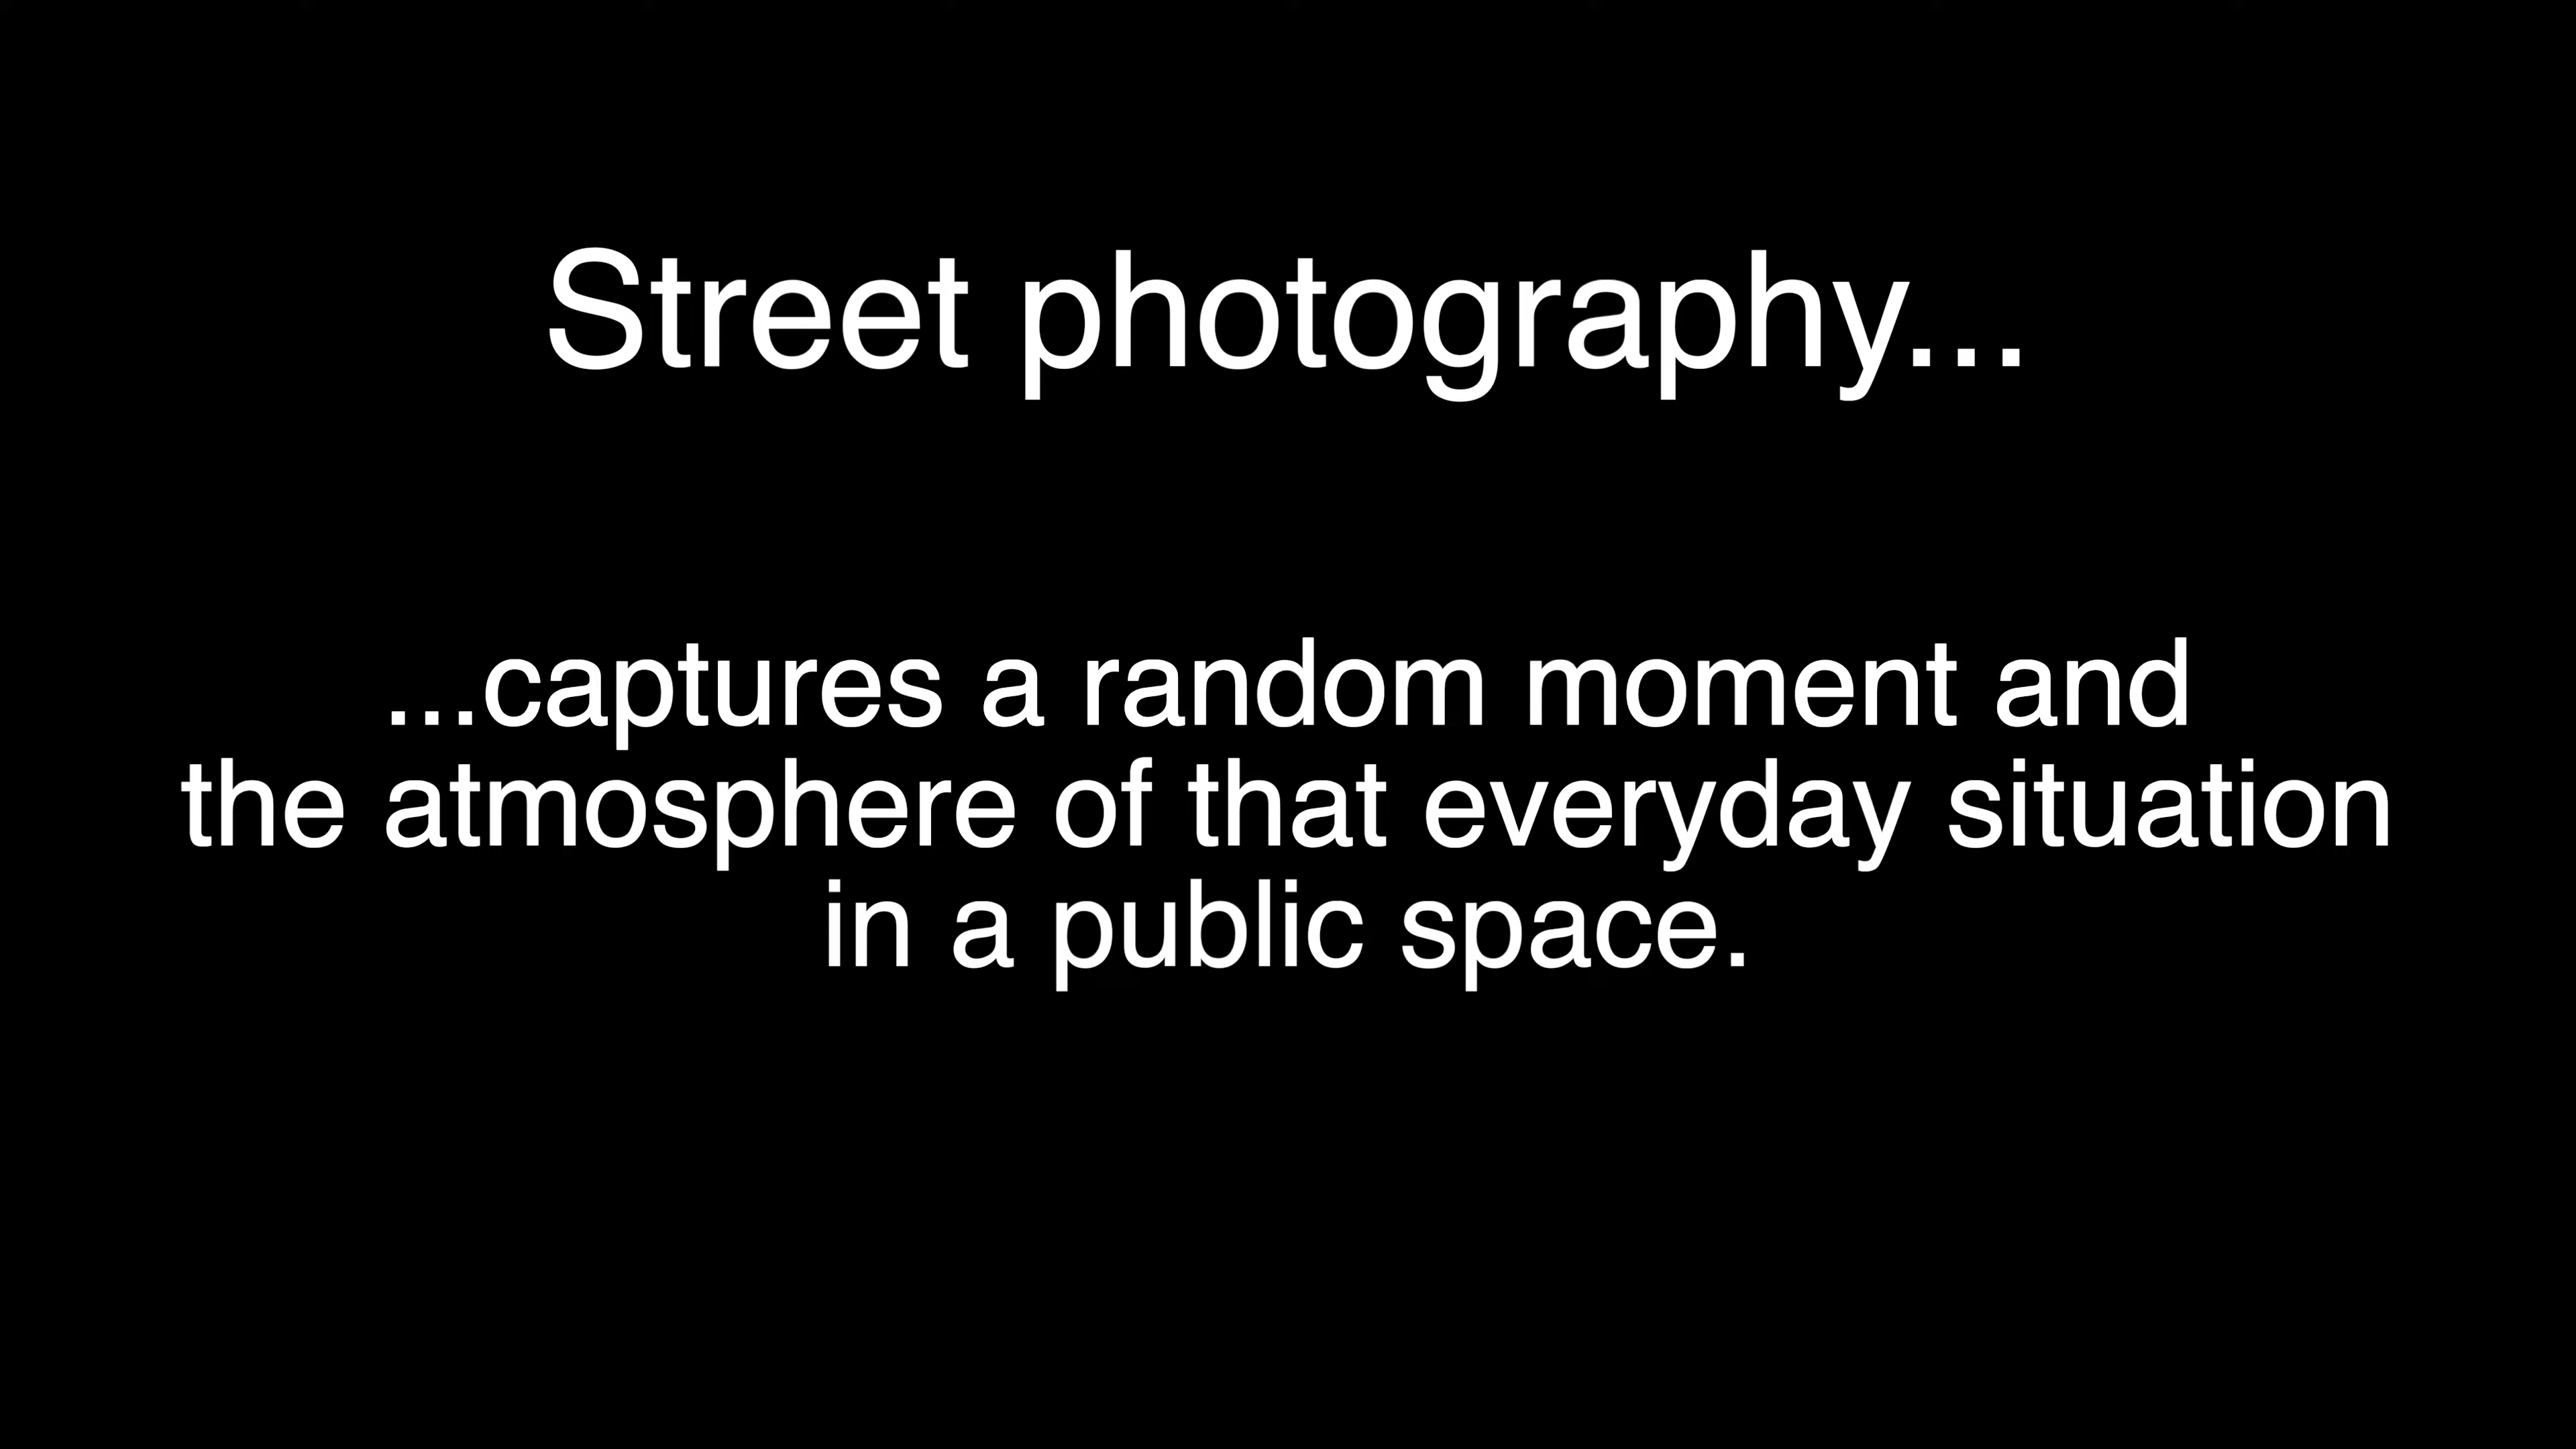 Street photography...
...captures a random moment and
the atmosphere of that everyday situation
in a public space.